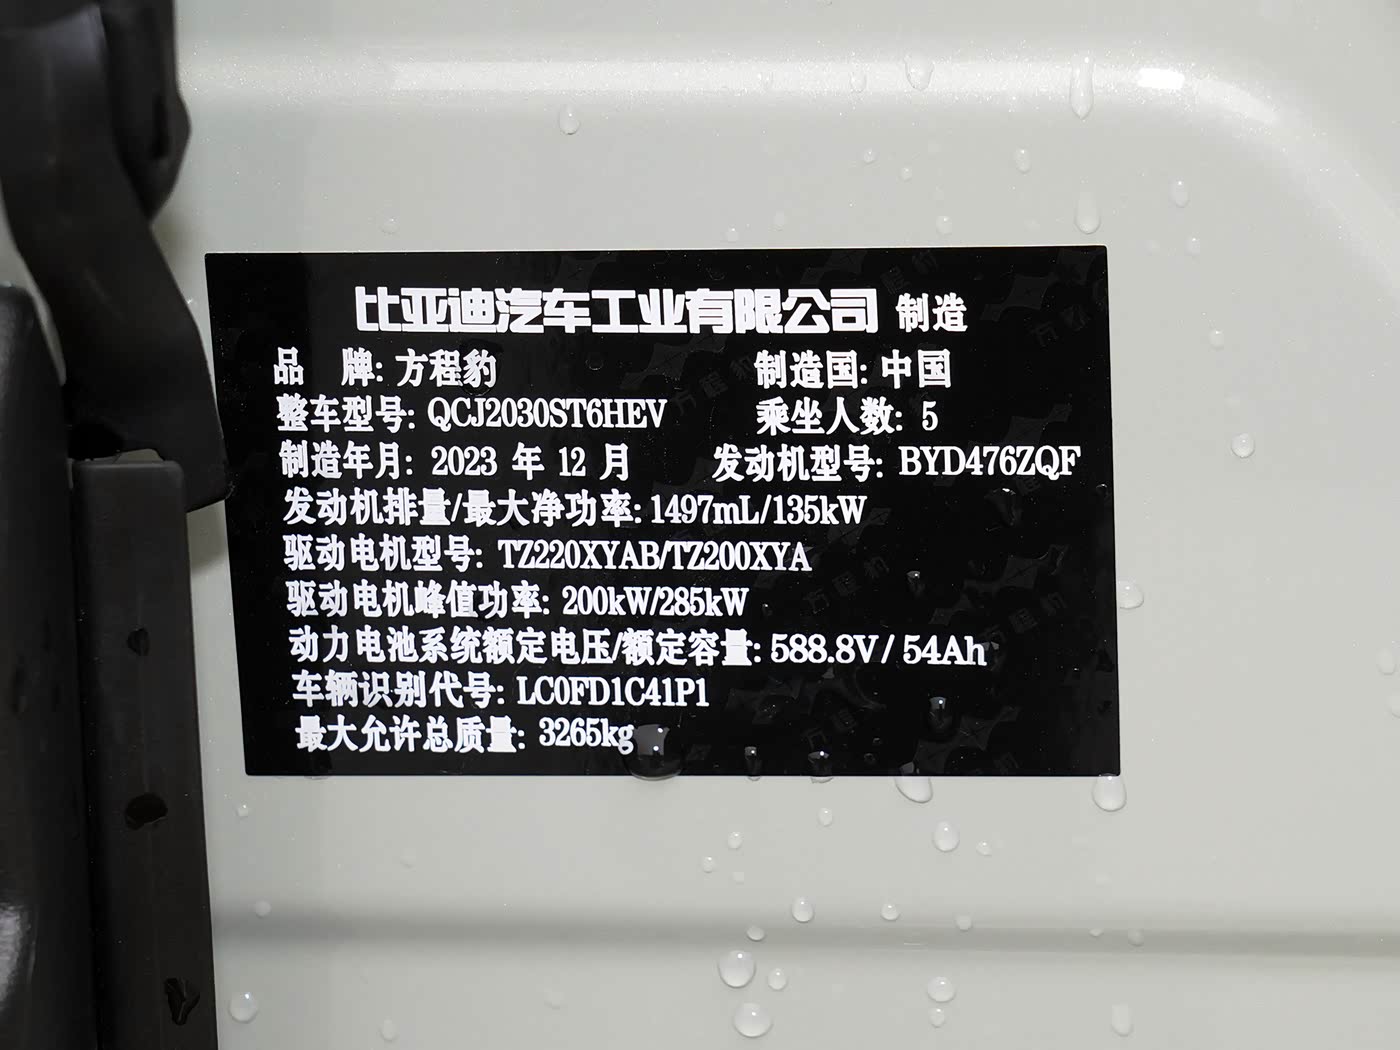 比亚迪汽车工业有限公司 制造
品 牌: 方程豹 制造国: 中国
整车型号: QCJ2030ST6HEV 乘坐人数: 5
制造年月: 2023 年 12 月 发动机型号: BYD476ZQF
发动机排量/最大净功率: 1497mL/135kW
驱动电机型号: TZ220XYAB/TZ200XYA
驱动电机峰值功率: 200kW/285kW
动力电池系统额定电压/额定容量: 588.8V/ 54Ah
车辆识别代号: LC0FD1C41P1
最大允许总质量: 3265kg